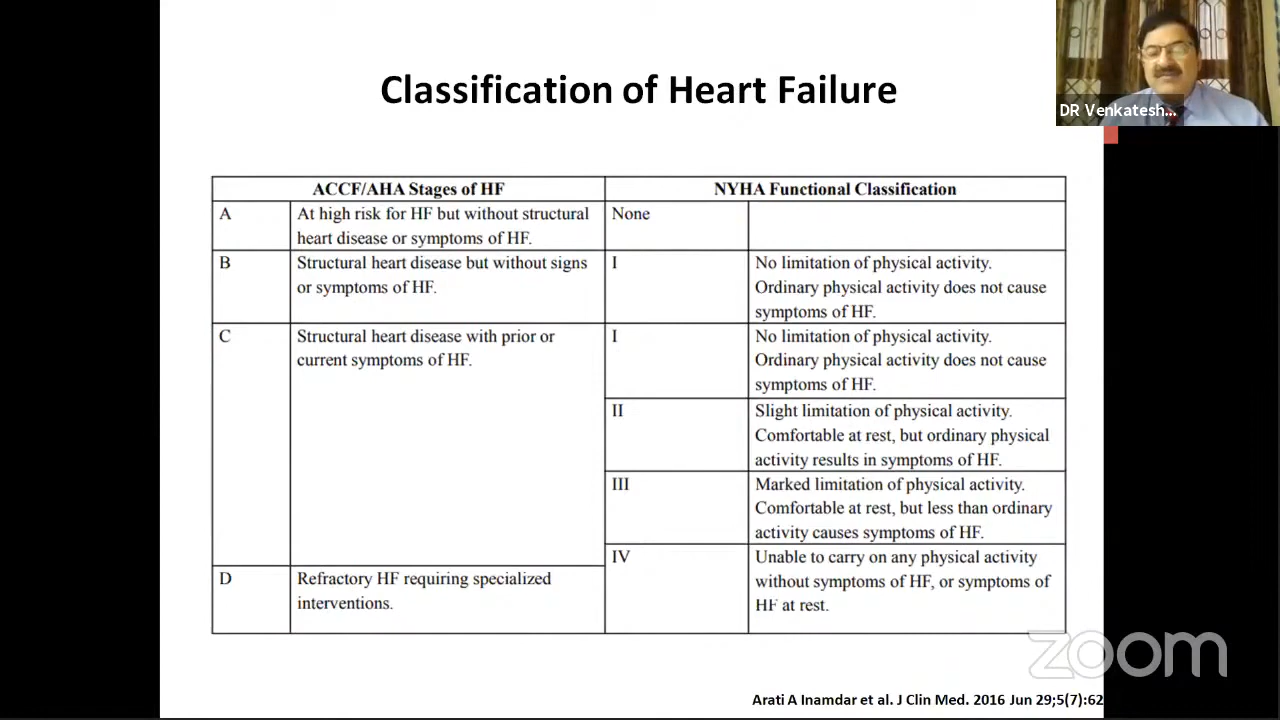 Classification of Heart Failure
DR Venkatesh...
ACCF/AHA Stages of HF
NYHA Functional Classification
A
At high risk for HF but without structural
heart disease or symptoms of HF.
None
B
Structural heart disease but without signs
or symptoms of HF.
I
No limitation of physical activity.
Ordinary physical activity does not cause
symptoms of HF.
C
Structural heart disease with prior or
current symptoms of HF.
I
No limitation of physical activity.
Ordinary physical activity does not cause
symptoms of HF.
II
Slight limitation of physical activity.
Comfortable at rest, but ordinary physical
activity results in symptoms of HF.
III
Marked limitation of physical activity.
Comfortable at rest, but less than ordinary
activity causes symptoms of HF.
IV
Unable to carry on any physical activity
without symptoms of HF, or symptoms of
HF at rest.
D
Refractory HF requiring specialized
interventions.
zoom
Arati A Inamdar et al. J Clin Med. 2016 Jun 29;5(7):62